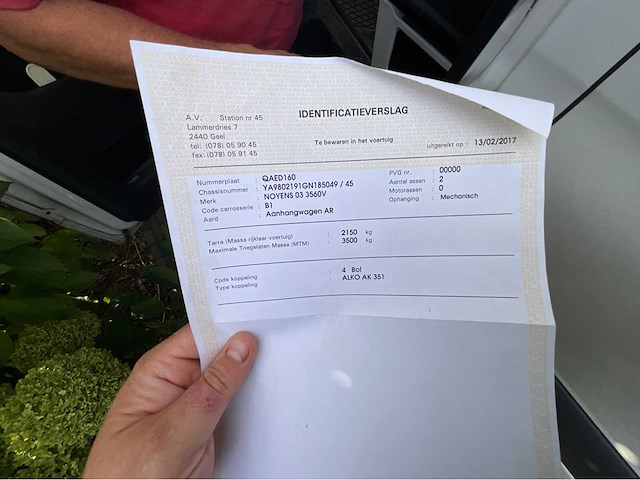 A.V. Station nr 45
Lammerdries 7
2440 Geel
tel: (078) 05 90 45
fax: (078) 05 91 45
IDENTIFICATIEVERSLAG
Te bewaren in het voertuig
uitgereikt op : 13/02/2017
Nummerplaat : QAED160
Chassisnummer : YA9802191GN185049 / 45
Merk : NOYENS 03 3560V
Code carrosserie : B1
Aard : Aanhangwagen AR
PVG nr. : 00000
Aantal assen : 2
Motorassen : 0
Ophanging : Mechonisch
Tarra (Massa rijklaar voertuig) : 2150 kg
Maximale Toegelaten Massa (MTM) : 3500 kg
Code koppeling : 4 Bol
Type koppeling : ALKO AK 351